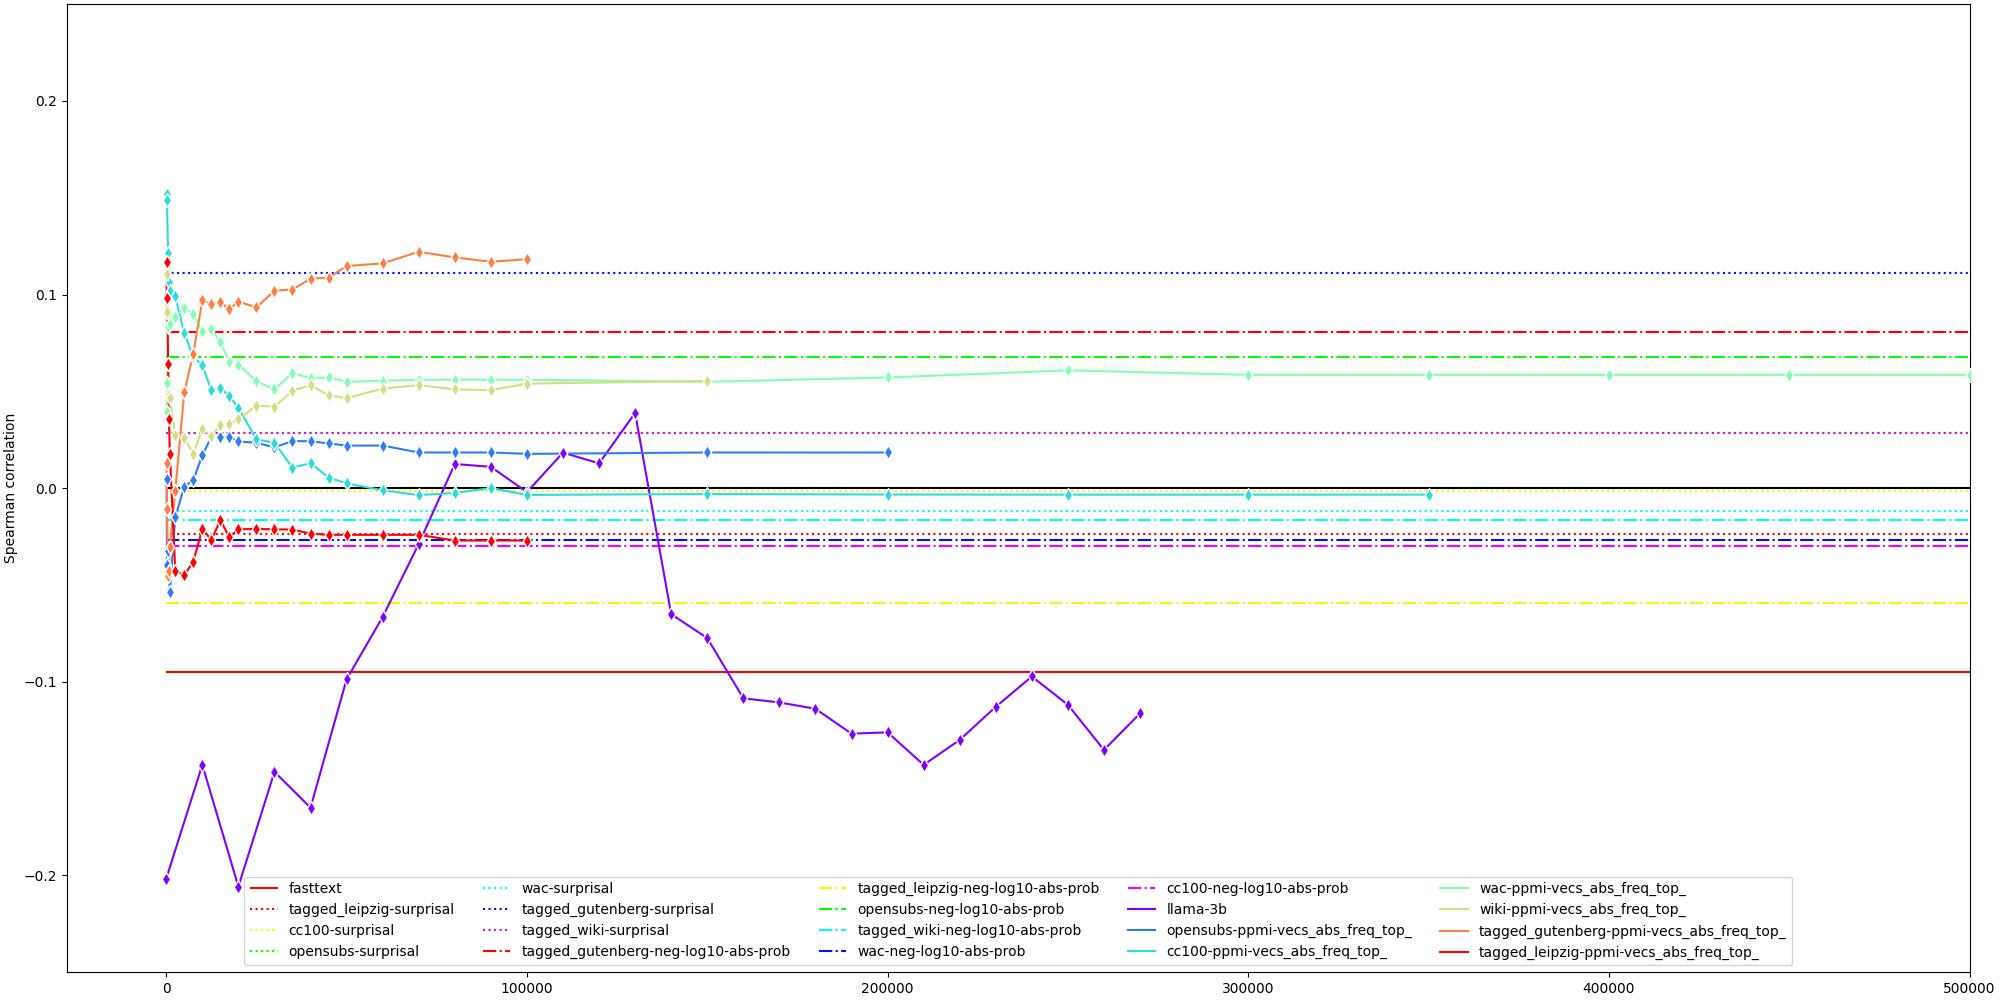 0.2
0.1
0.0
−0.1
−0.2
Spearman correlation
0
100000
200000
300000
400000
500000
fasttext
tagged_leipzig-surprisal
cc100-surprisal
opensubs-surprisal
wac-surprisal
tagged_gutenberg-surprisal
tagged_wiki-surprisal
tagged_gutenberg-neg-log10-abs-prob
tagged_leipzig-neg-log10-abs-prob
opensubs-neg-log10-abs-prob
tagged_wiki-neg-log10-abs-prob
wac-neg-log10-abs-prob
cc100-neg-log10-abs-prob
llama-3b
opensubs-ppmi-vecs_abs_freq_top_
cc100-ppmi-vecs_abs_freq_top_
wac-ppmi-vecs_abs_freq_top_
wiki-ppmi-vecs_abs_freq_top_
tagged_gutenberg-ppmi-vecs_abs_freq_top_
tagged_leipzig-ppmi-vecs_abs_freq_top_